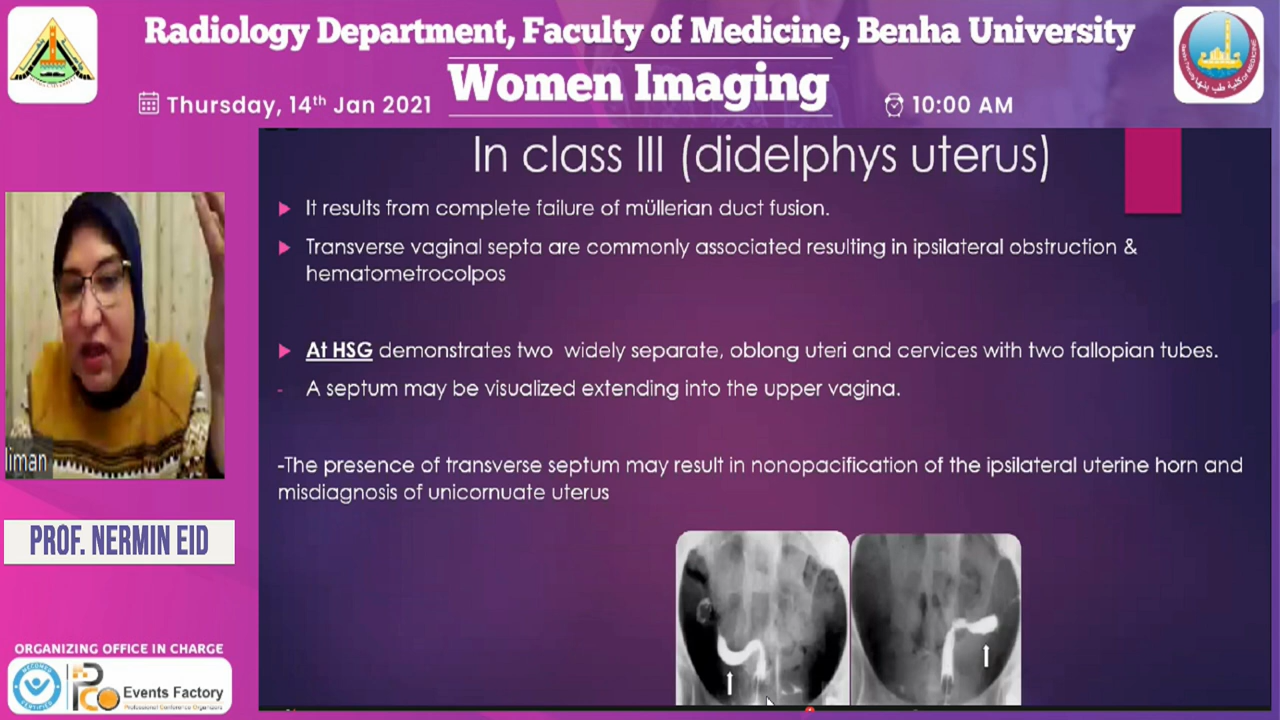 Radiology Department, Faculty of Medicine, Benha University
Women Imaging
Thursday, 14th Jan 2021
10:00 AM
In class III (didelphys uterus)
It results from complete failure of müllerian duct fusion.
Transverse vaginal septa are commonly associated resulting in ipsilateral obstruction &
hematometrocolpos
At HSG demonstrates two widely separate, oblong uteri and cervices with two fallopian tubes.
- A septum may be visualized extending into the upper vagina.
-The presence of transverse septum may result in nonopacification of the ipsilateral uterine horn and
misdiagnosis of unicornuate uterus
liman
PROF. NERMIN EID
ORGANIZING OFFICE IN CHARGE
PCO Events Factory
Professional Conference Organizers